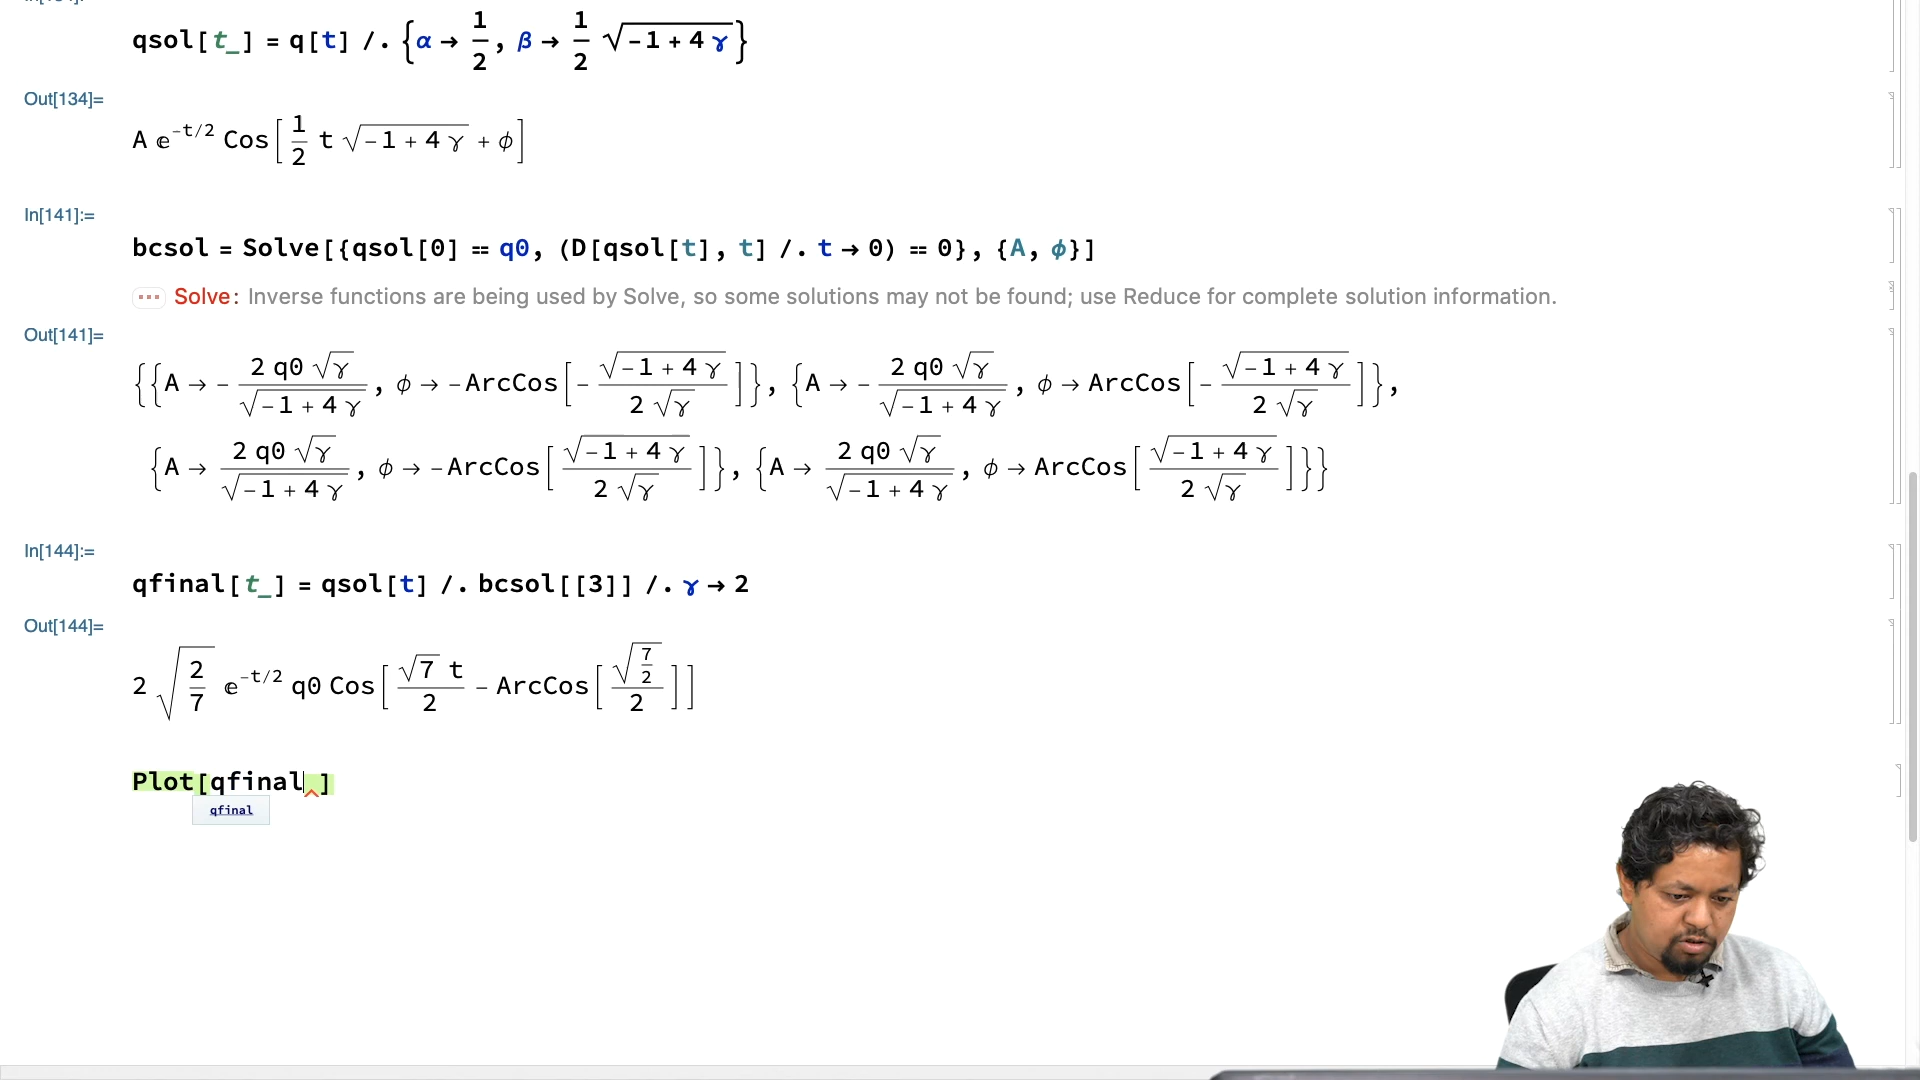 qsol[t_] = q[t] /. {α → 1/2, β → 1/2 √(-1 + 4 γ)}
Out[134]=
A ⅇ^(-t/2) Cos[1/2 t √(-1 + 4 γ) + ϕ]
In[141]:=
bcsol = Solve[{qsol[0] == q0, (D[qsol[t], t] /. t → 0) == 0}, {A, ϕ}]
Solve: Inverse functions are being used by Solve, so some solutions may not be found; use Reduce for complete solution information.
Out[141]=
{{A → - (2 q0 √γ)/√(-1 + 4 γ), ϕ → -ArcCos[- √(-1 + 4 γ)/(2 √γ)]}, {A → - (2 q0 √γ)/√(-1 + 4 γ), ϕ → ArcCos[- √(-1 + 4 γ)/(2 √γ)]},
{A → (2 q0 √γ)/√(-1 + 4 γ), ϕ → -ArcCos[√(-1 + 4 γ)/(2 √γ)]}, {A → (2 q0 √γ)/√(-1 + 4 γ), ϕ → ArcCos[√(-1 + 4 γ)/(2 √γ)]}}
In[144]:=
qfinal[t_] = qsol[t] /. bcsol[[3]] /. γ → 2
Out[144]=
2 √(2/7) ⅇ^(-t/2) q0 Cos[(√7 t)/2 - ArcCos[√(7/2)/2]]
Plot[qfinal ]
qfinal